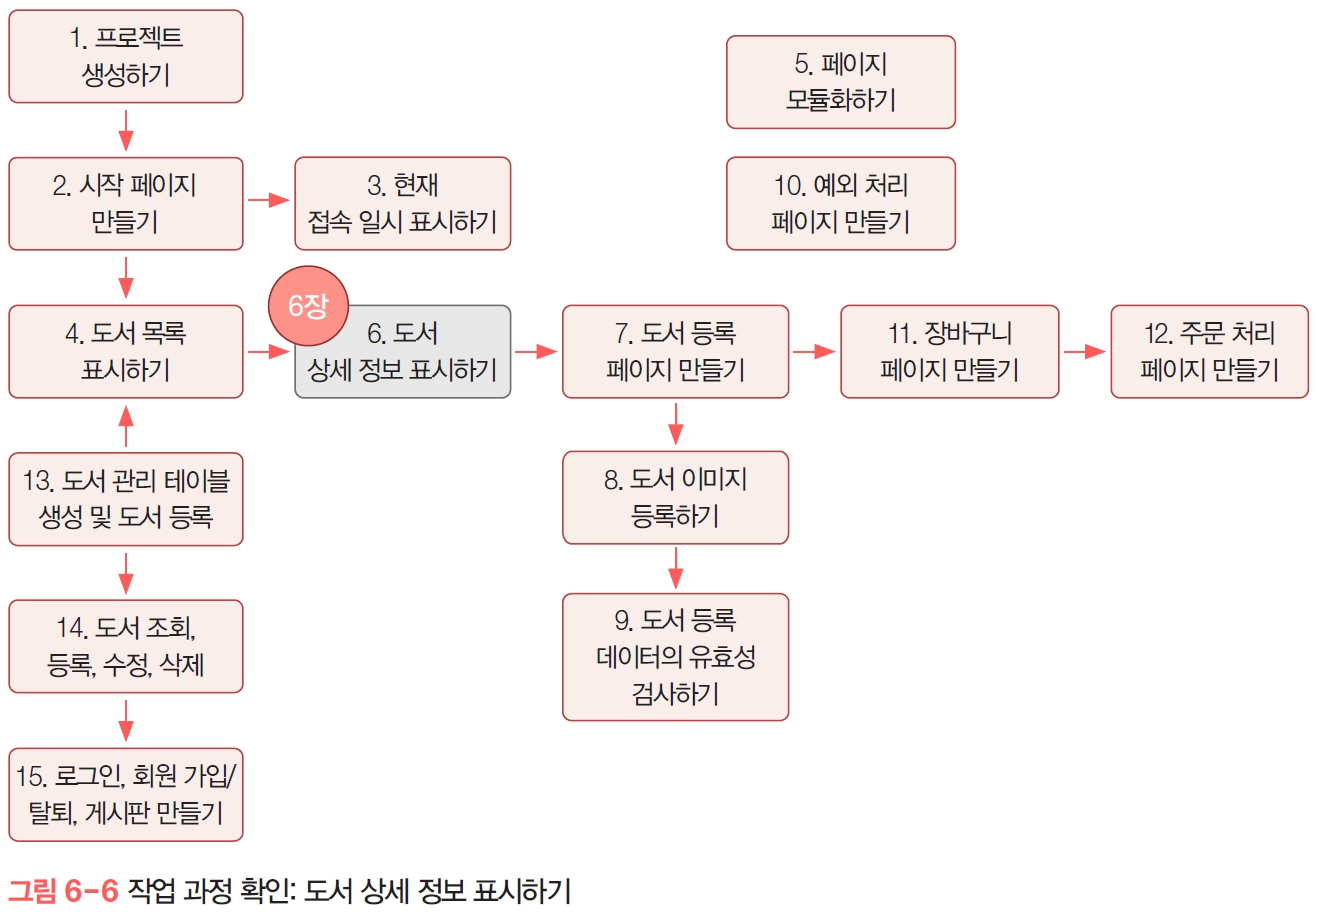 1. 프로젝트
생성하기
5. 페이지
모듈화하기
2. 시작 페이지
만들기
3. 현재
접속 일시 표시하기
10. 예외 처리
페이지 만들기
4. 도서 목록
표시하기
6장
6. 도서
상세 정보 표시하기
7. 도서 등록
페이지 만들기
11. 장바구니
페이지 만들기
12. 주문 처리
페이지 만들기
13. 도서 관리 테이블
생성 및 도서 등록
8. 도서 이미지
등록하기
14. 도서 조회,
등록, 수정, 삭제
9. 도서 등록
데이터의 유효성
검사하기
15. 로그인, 회원 가입/
탈퇴, 게시판 만들기
그림 6-6 작업 과정 확인: 도서 상세 정보 표시하기